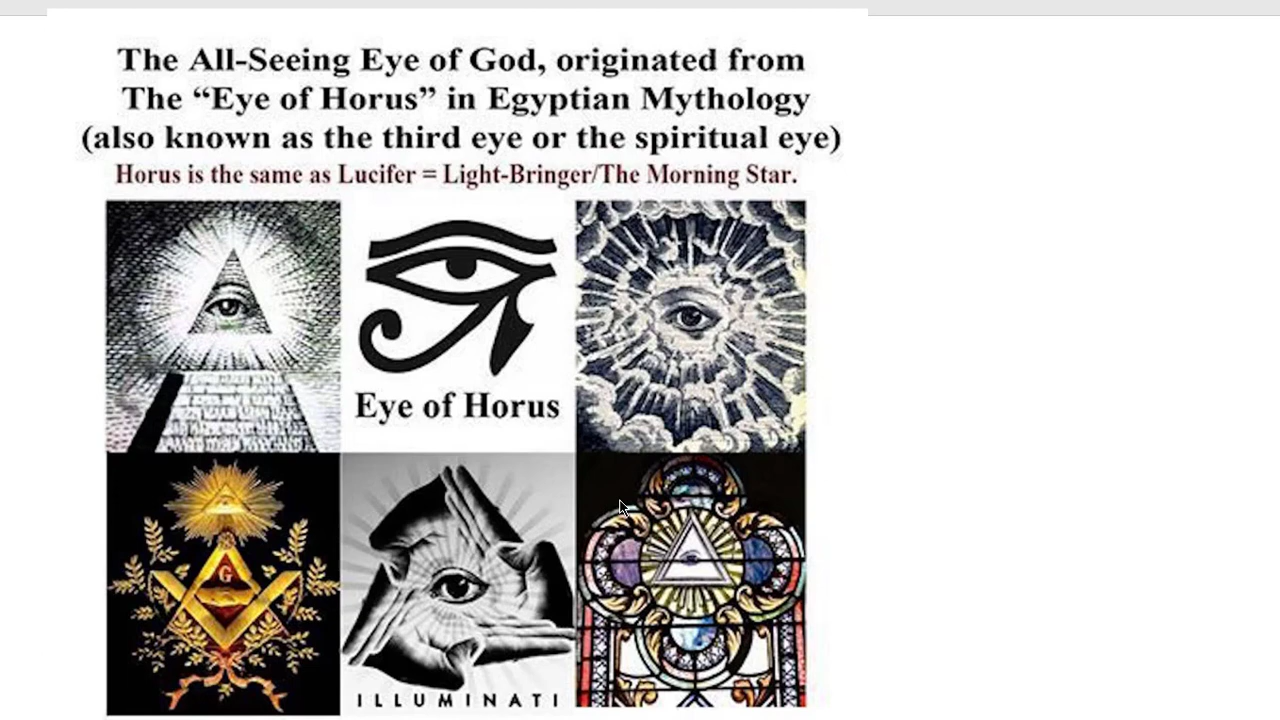 The All-Seeing Eye of God, originated from
The “Eye of Horus” in Egyptian Mythology
(also known as the third eye or the spiritual eye)
Horus is the same as Lucifer = Light-Bringer/The Morning Star.
Eye of Horus
G
ILLUMINATI